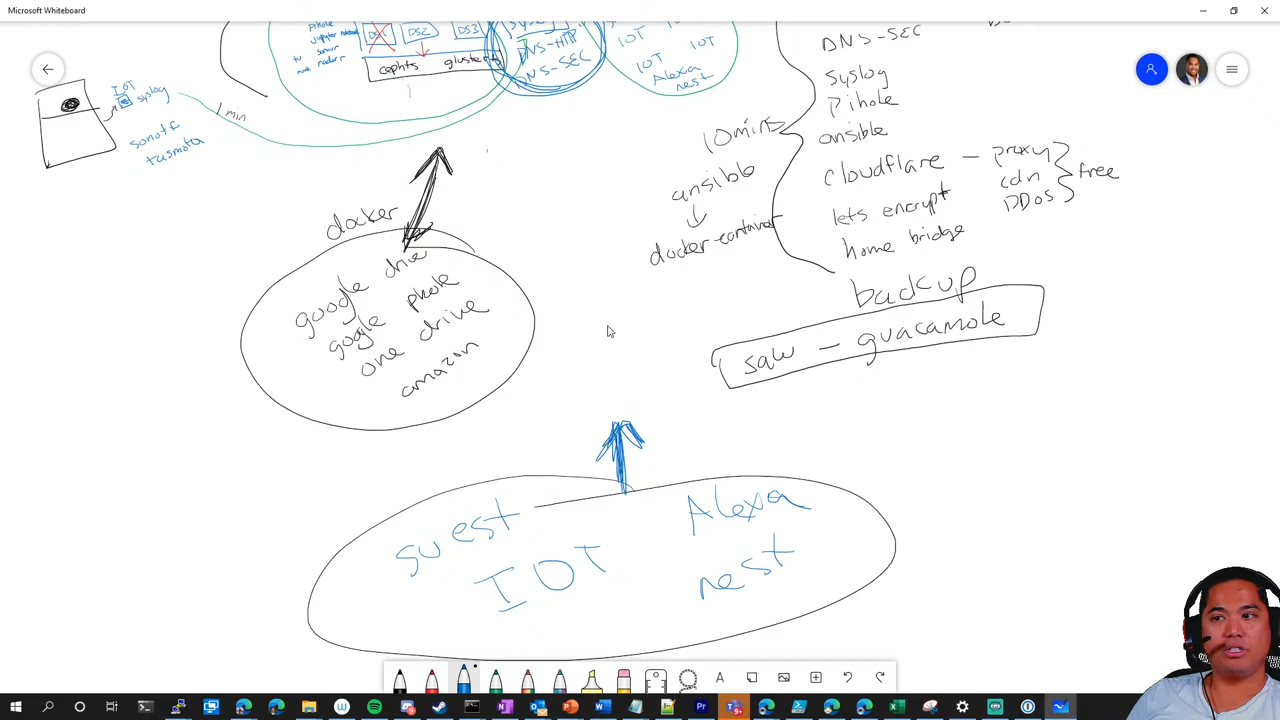 Microsoft Whiteboard
pihole
DS1
DS2
DS3
cephfs
DNS-HTTP
DNS-SEC
IOT
IOT
IOT
Alexa
nest
IOT
syslog
1 min
sonoff
tasmota
DNS-SEC
syslog
pihole
ansible
cloudflare - proxy
cdn
DDOS
free
lets encrypt
home bridge
backup
saw - guacamole
10mins
ansible
docker-container
docker
google drive
google photo
one drive
amazon
guest
IOT
Alexa
nest